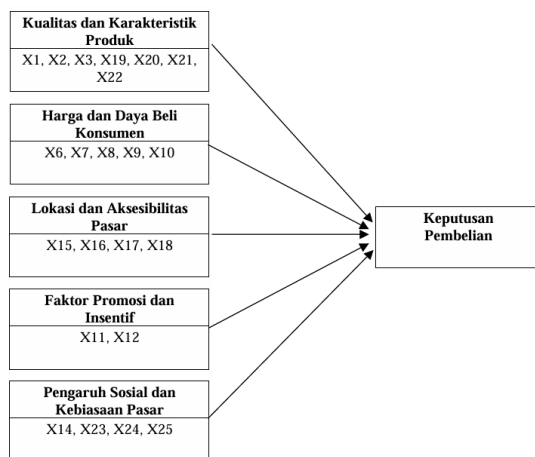 Kualitas dan Karakteristik
Produk
X1, X2, X3, X19, X20, X21,
X22
Harga dan Daya Beli
Konsumen
X6, X7, X8, X9, X10
Lokasi dan Aksesibilitas
Pasar
X15, X16, X17, X18
Faktor Promosi dan
Insentif
X11, X12
Pengaruh Sosial dan
Kebiasaan Pasar
X14, X23, X24, X25
Keputusan
Pembelian